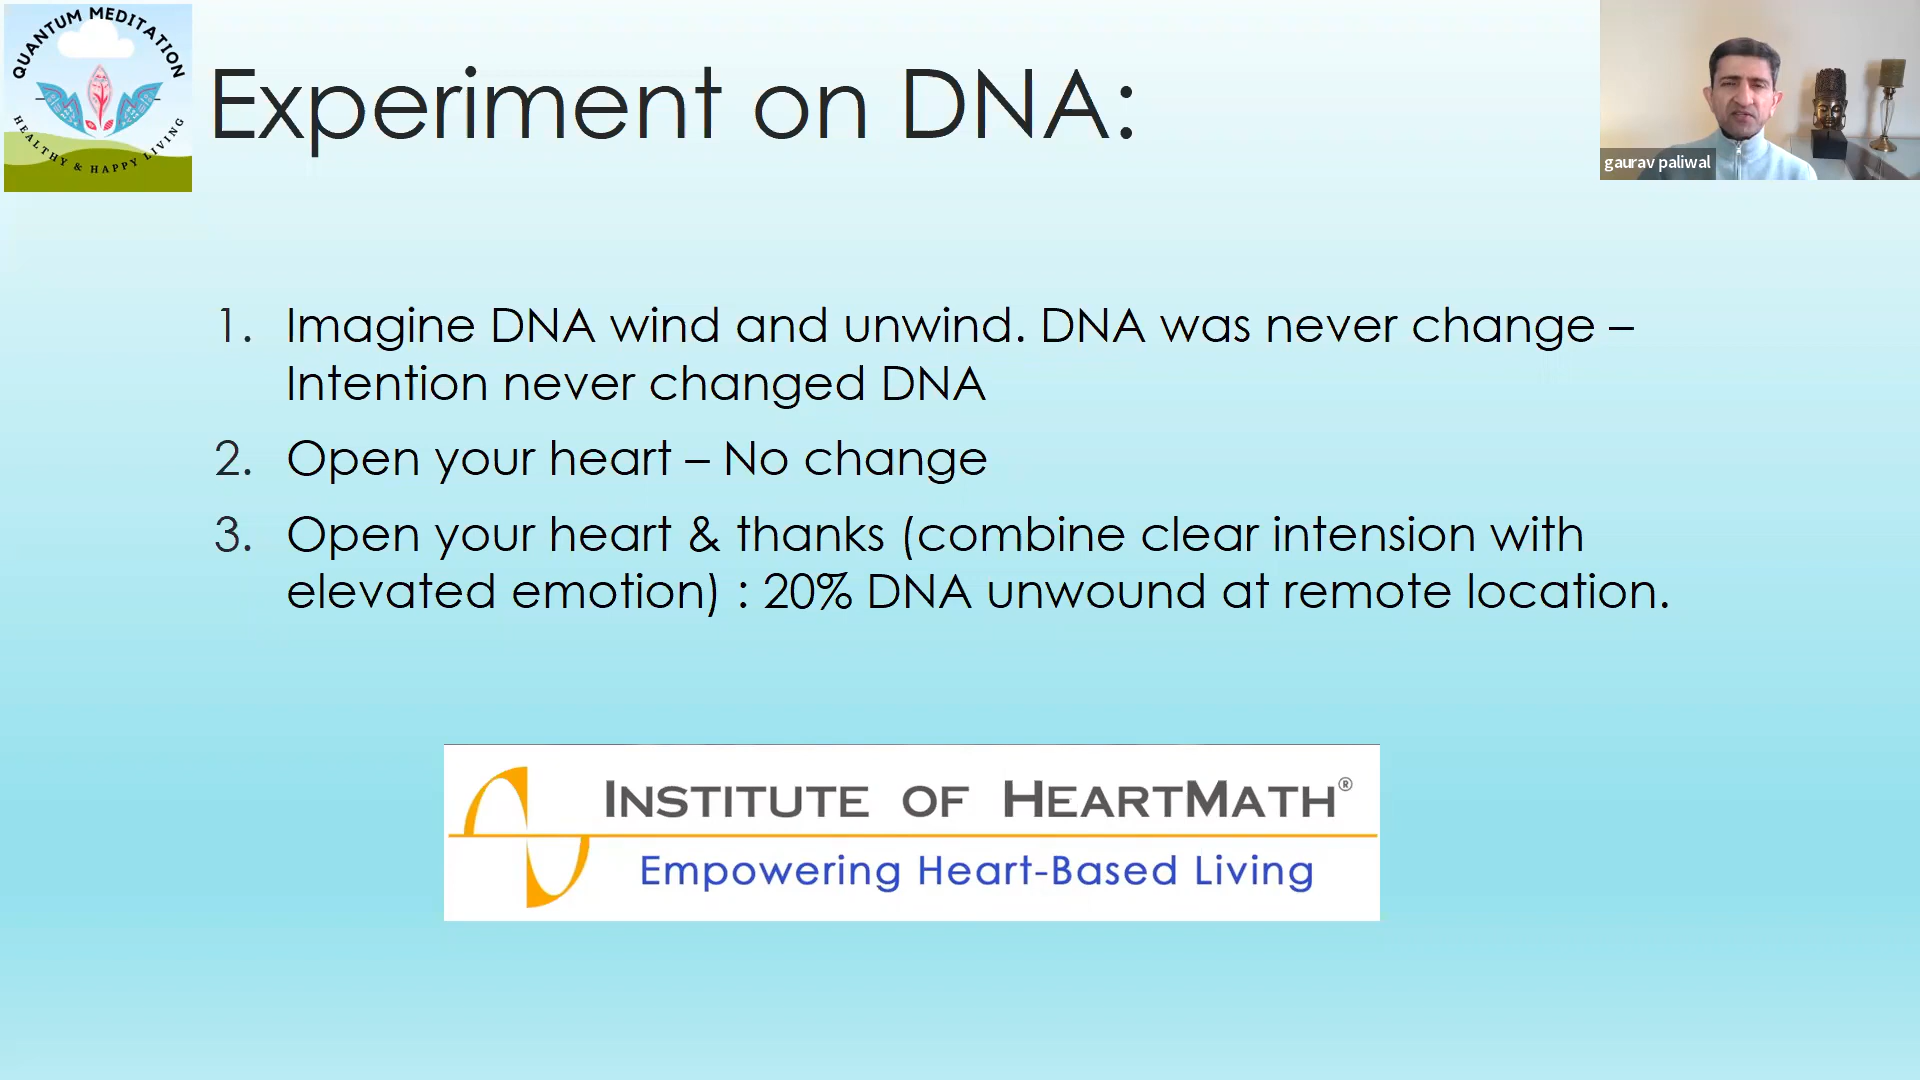 QUANTUM MEDITATION
HEALTHY & HAPPY LIVING
Experiment on DNA:
gaurav paliwal
1. Imagine DNA wind and unwind. DNA was never change –
Intention never changed DNA
2. Open your heart – No change
3. Open your heart & thanks (combine clear intension with
elevated emotion) : 20% DNA unwound at remote location.
INSTITUTE OF HEARTMATH®
Empowering Heart-Based Living